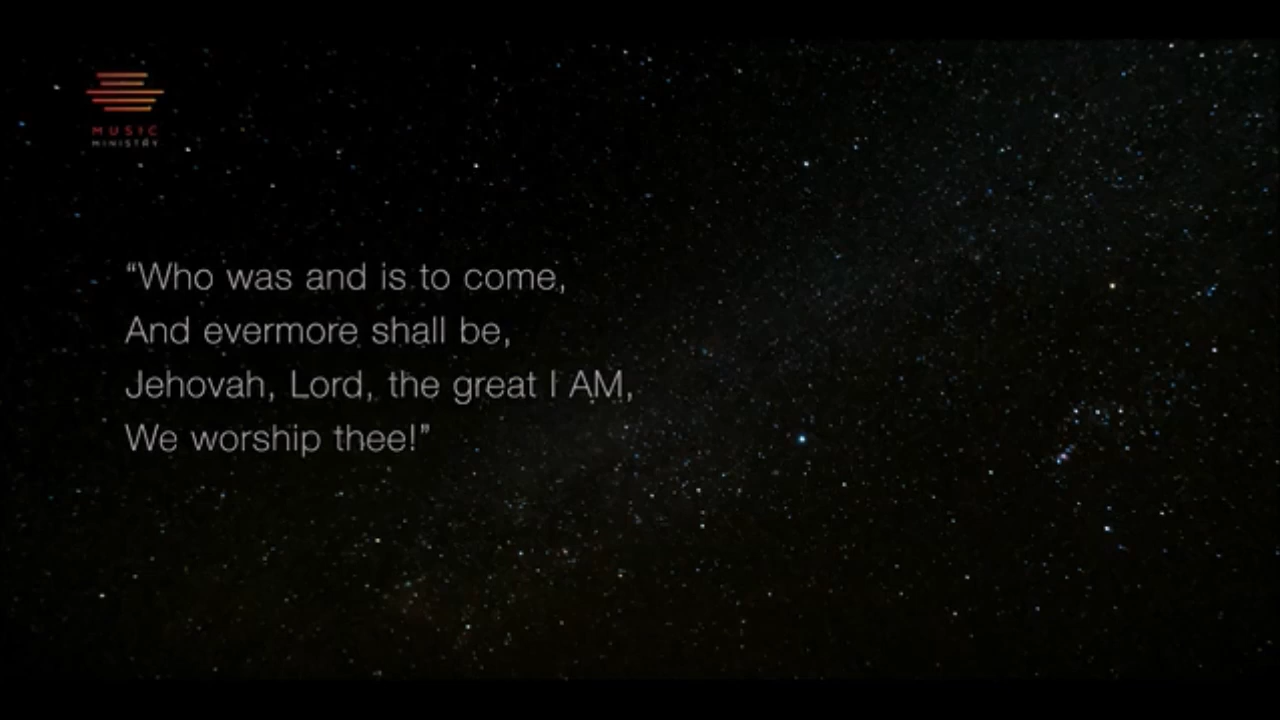 MUSIC
MINISTRY
“Who was and is to come,
And evermore shall be,
Jehovah, Lord, the great I AM,
We worship thee!”